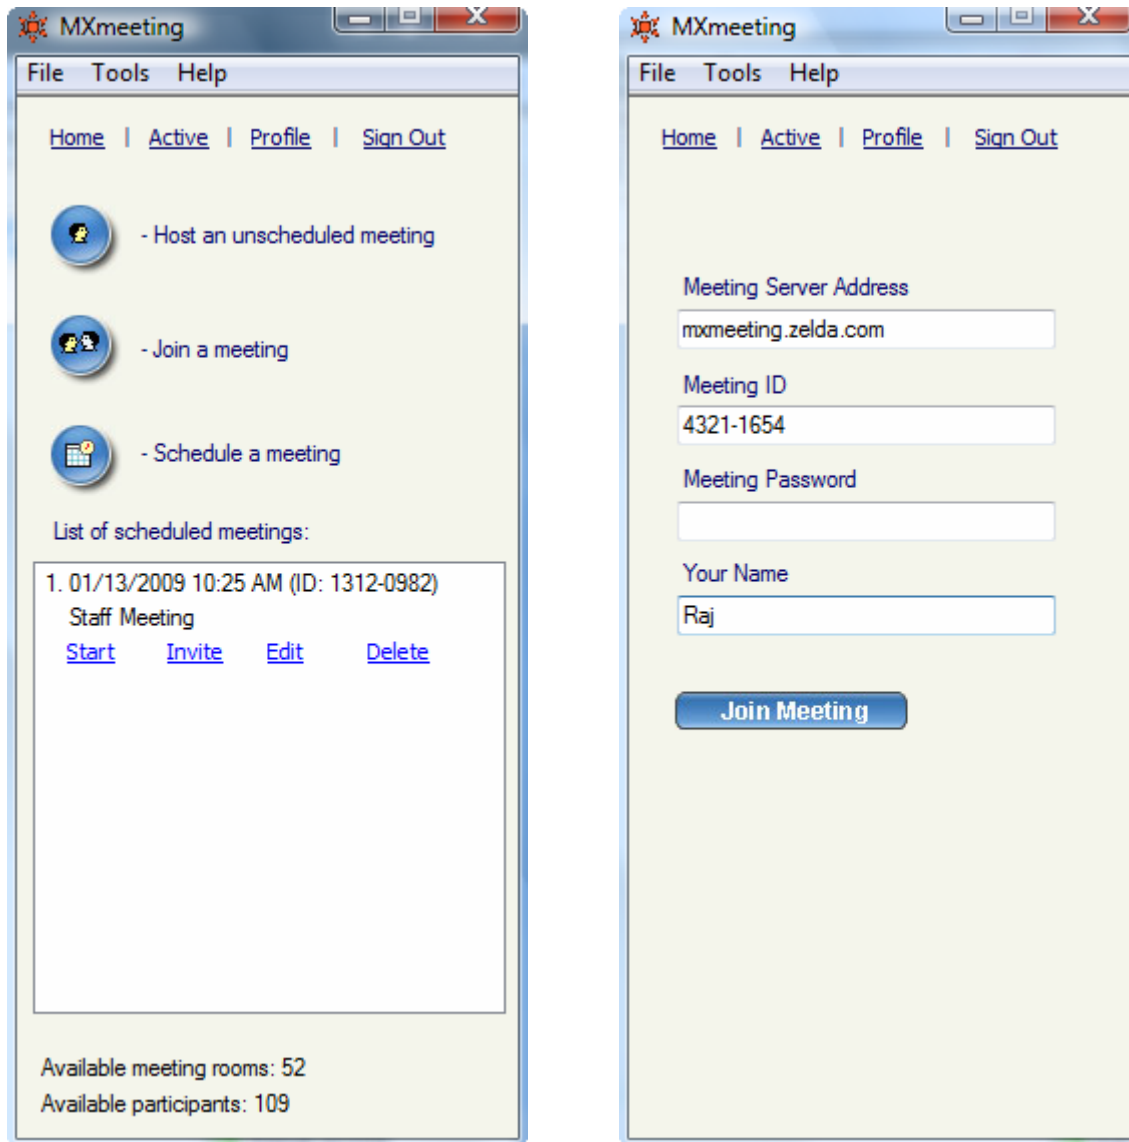 MXmeeting
File Tools Help
Home | Active | Profile | Sign Out
- Host an unscheduled meeting
- Join a meeting
- Schedule a meeting
List of scheduled meetings:
1. 01/13/2009 10:25 AM (ID: 1312-0982)
Staff Meeting
Start Invite Edit Delete
Available meeting rooms: 52
Available participants: 109
MXmeeting
File Tools Help
Home | Active | Profile | Sign Out
Meeting Server Address
mxmeeting.zelda.com
Meeting ID
4321-1654
Meeting Password
Your Name
Raj
Join Meeting